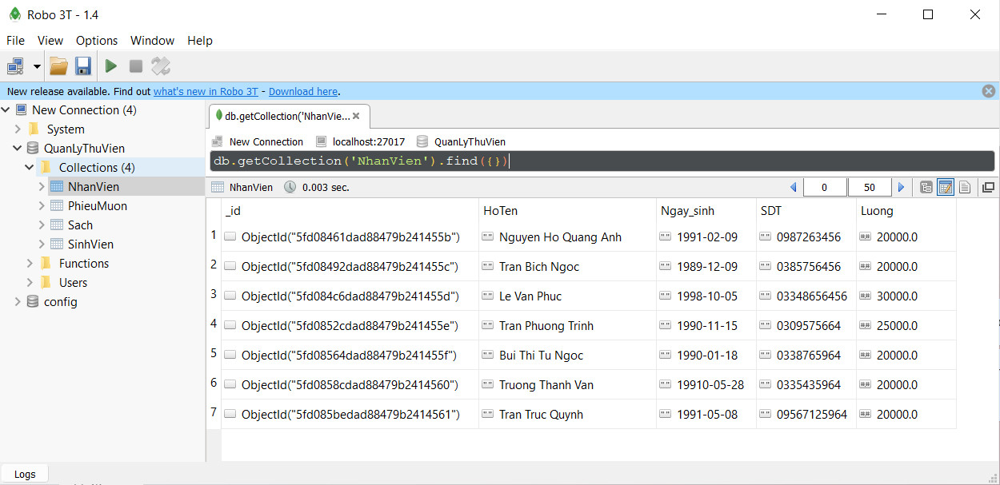 Robo 3T - 1.4
File View Options Window Help
New release available. Find out what's new in Robo 3T - Download here.
New Connection (4)
System
QuanLyThuVien
Collections (4)
NhanVien
PhieuMuon
Sach
SinhVien
Functions
Users
config
db.getCollection('NhanVie...
New Connection localhost:27017 QuanLyThuVien
db.getCollection('NhanVien').find({})
NhanVien 0.003 sec. 0 50
_id HoTen Ngay_sinh SDT Luong
1 ObjectId("5fd08461dad88479b241455b") "" Nguyen Ho Quang Anh "" 1991-02-09 "" 0987263456 ## 20000.0
2 ObjectId("5fd08492dad88479b241455c") "" Tran Bich Ngoc "" 1989-12-09 "" 0385756456 ## 20000.0
3 ObjectId("5fd084c6dad88479b241455d") "" Le Van Phuc "" 1998-10-05 "" 03348656456 ## 30000.0
4 ObjectId("5fd0852cdad88479b241455e") "" Tran Phuong Trinh "" 1990-11-15 "" 0309575664 ## 25000.0
5 ObjectId("5fd08564dad88479b241455f") "" Bui Thi Tu Ngoc "" 1990-01-18 "" 0338765964 ## 20000.0
6 ObjectId("5fd0858cdad88479b2414560") "" Truong Thanh Van "" 19910-05-28 "" 0335435964 ## 20000.0
7 ObjectId("5fd085bedad88479b2414561") "" Tran Truc Quynh "" 1991-05-08 "" 09567125964 ## 20000.0
Logs